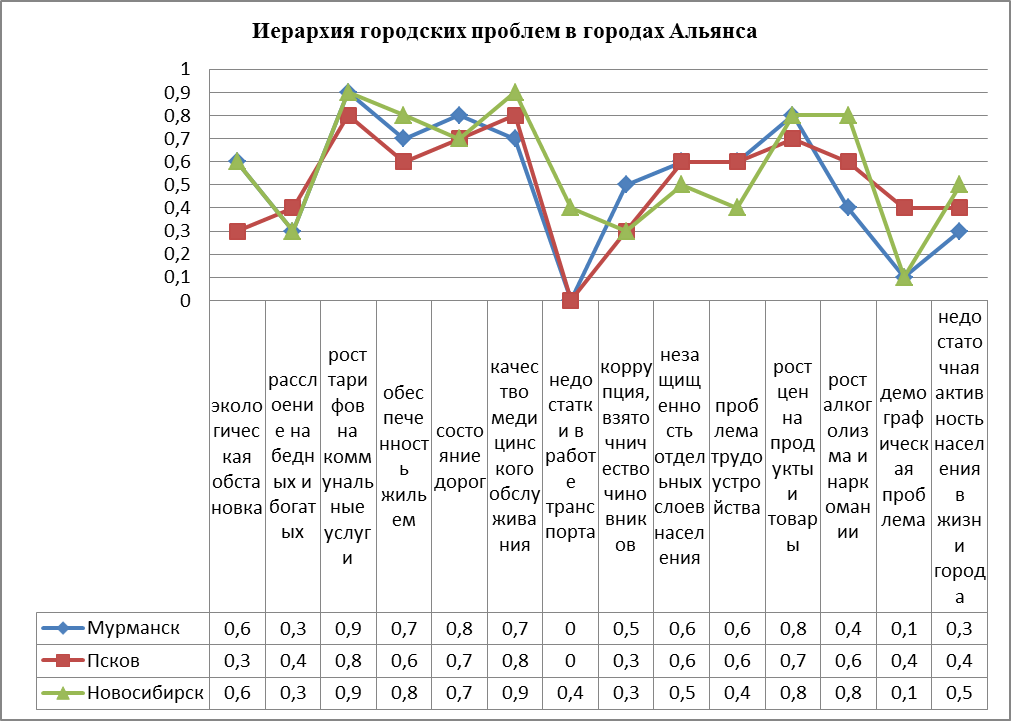 Иерархия городских проблем в городах Альянса
1
0,9
0,8
0,7
0,6
0,5
0,4
0,3
0,2
0,1
0
эколо
гичес
кая
обста
новка
рассл
оени
е на
бедн
ых и
богат
ых
рост
тари
фов
на
комм
уналь
ные
услуг
и
обес
пече
нност
ь
жиль
ем
состо
яние
дорог
качес
тво
меди
цинс
кого
обслу
жива
ния
недо
статк
и в
работ
е
транс
порта
корру
пция,
взято
чниче
ство
чино
внико
в
неза
щищ
енно
сть
отдел
ьных
слоев
насел
ения
проб
лема
трудо
устро
йства
рост
цен
на
прод
укты
и
товар
ы
рост
алког
олиз
ма и
нарк
оман
ии
демо
граф
ическ
ая
проб
лема
недо
стато
чная
актив
ность
насел
ения
в
жизн
и
город
а
Мурманск 0,6 0,3 0,9 0,7 0,8 0,7 0 0,5 0,6 0,6 0,8 0,4 0,1 0,3
Псков 0,3 0,4 0,8 0,6 0,7 0,8 0 0,3 0,6 0,6 0,7 0,6 0,4 0,4
Новосибирск 0,6 0,3 0,9 0,8 0,7 0,9 0,4 0,3 0,5 0,4 0,8 0,8 0,1 0,5